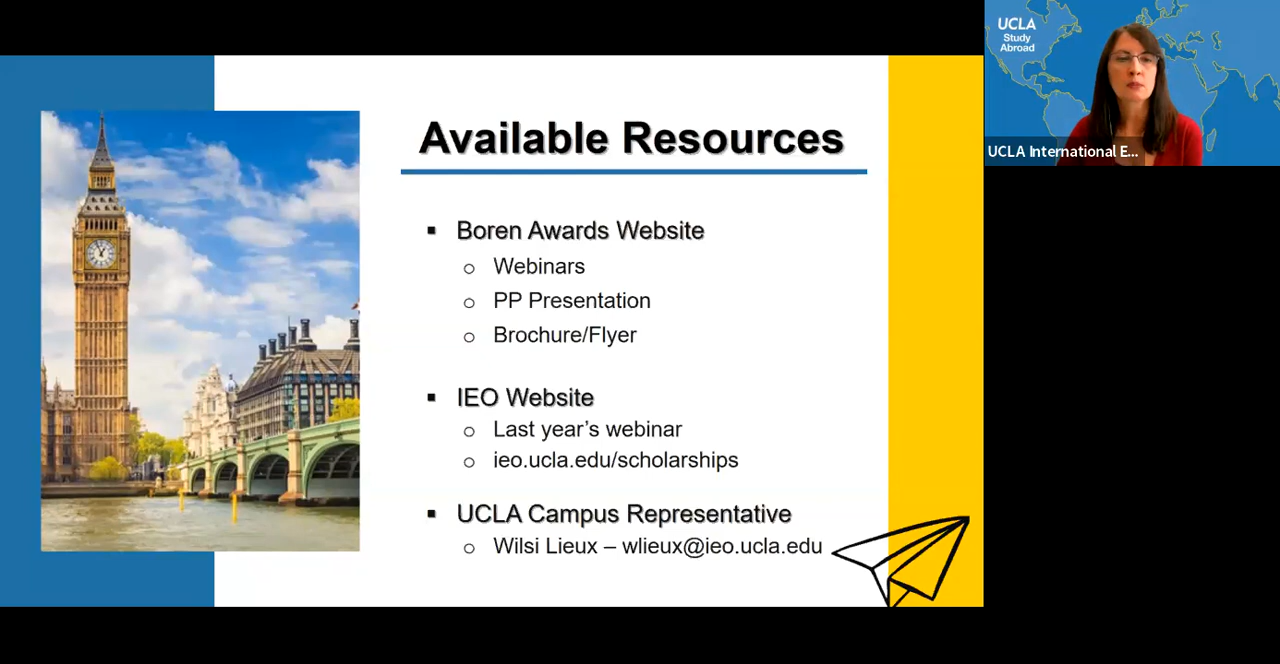 Available Resources
▪ Boren Awards Website
o Webinars
o PP Presentation
o Brochure/Flyer
▪ IEO Website
o Last year’s webinar
o ieo.ucla.edu/scholarships
▪ UCLA Campus Representative
o Wilsi Lieux – wlieux@ieo.ucla.edu
UCLA
Study
Abroad
UCLA International E...